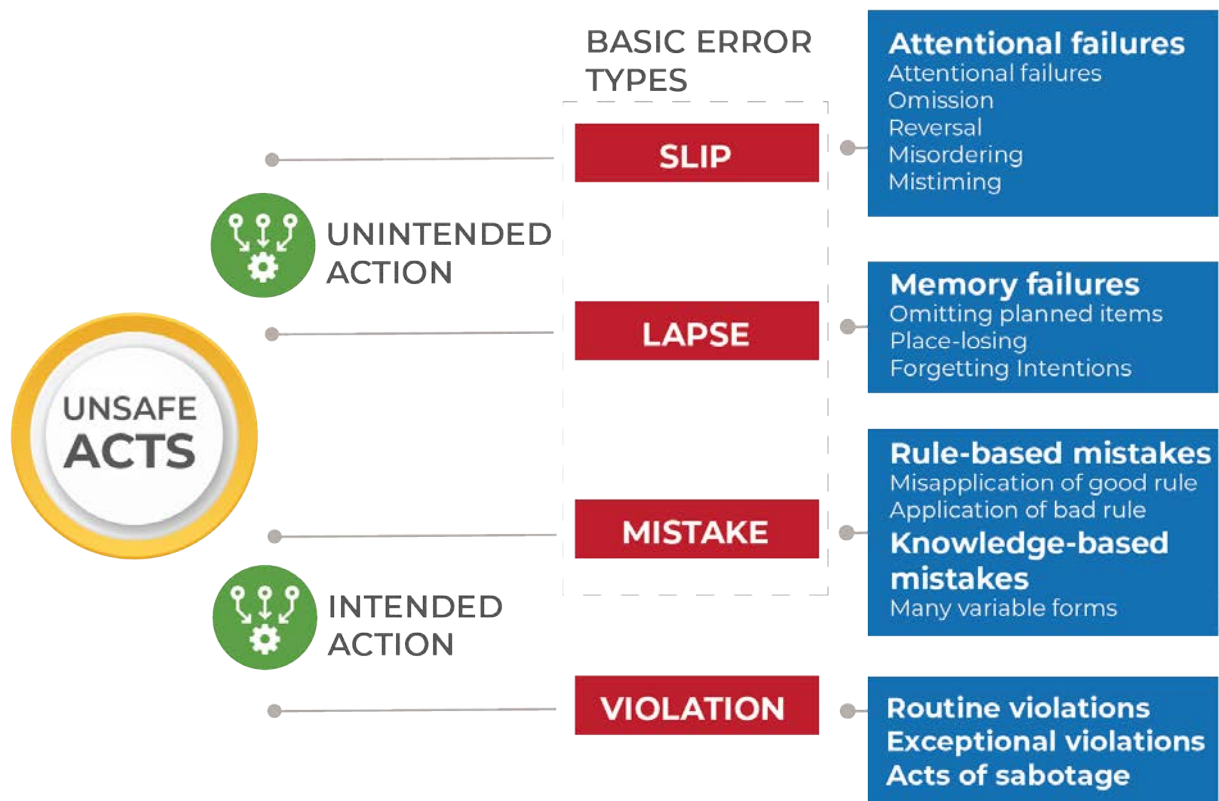 BASIC ERROR
TYPES
SLIP
Attentional failures
Attentional failures
Omission
Reversal
Misordering
Mistiming
UNINTENDED
ACTION
LAPSE
Memory failures
Omitting planned items
Place-losing
Forgetting Intentions
UNSAFE
ACTS
MISTAKE
Rule-based mistakes
Misapplication of good rule
Application of bad rule
Knowledge-based
mistakes
Many variable forms
INTENDED
ACTION
VIOLATION
Routine violations
Exceptional violations
Acts of sabotage